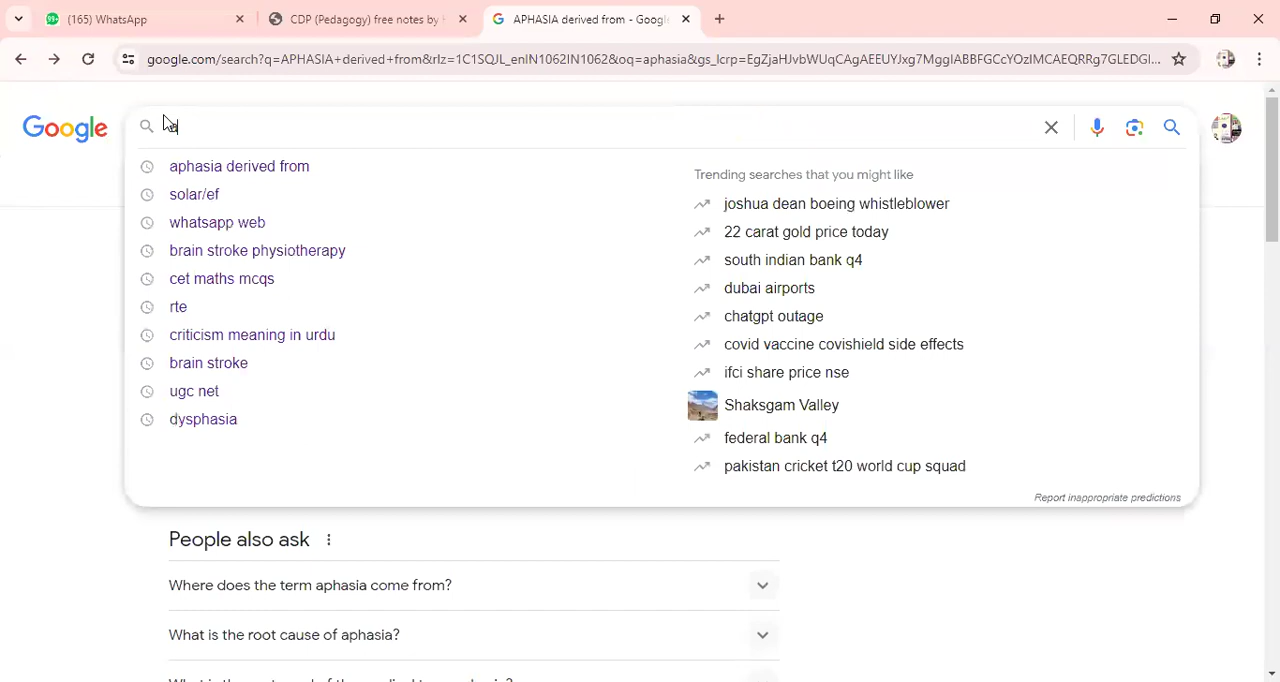 (165) WhatsApp
CDP (Pedagogy) free notes by
APHASIA derived from - Googl
google.com/search?q=APHASIA+derived+from&rlz=1C1SQJL_enIN1062IN1062&oq=aphasia&gs_lcrp=EgZjaHJvbWUqCAgAEEUYJxg7MggIABBFGCcYOzIMCAEQRRg7GLEDGI...
Google
aphasia derived from
solar/ef
whatsapp web
brain stroke physiotherapy
cet maths mcqs
rte
criticism meaning in urdu
brain stroke
ugc net
dysphasia
Trending searches that you might like
joshua dean boeing whistleblower
22 carat gold price today
south indian bank q4
dubai airports
chatgpt outage
covid vaccine covishield side effects
ifci share price nse
Shaksgam Valley
federal bank q4
pakistan cricket t20 world cup squad
Report inappropriate predictions
People also ask
Where does the term aphasia come from?
What is the root cause of aphasia?